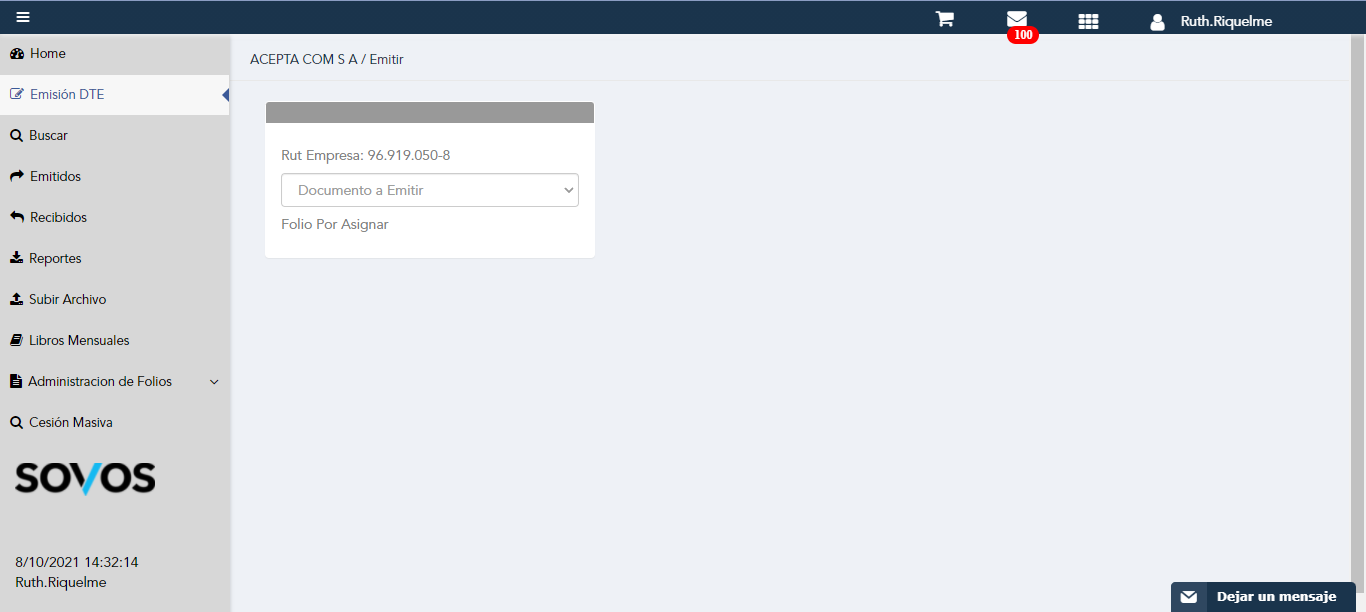 100
Ruth.Riquelme
Home
Emisión DTE
Buscar
Emitidos
Recibidos
Reportes
Subir Archivo
Libros Mensuales
Administracion de Folios
Cesión Masiva
SOVOS
8/10/2021 14:32:14
Ruth.Riquelme
ACEPTA COM S A / Emitir
Rut Empresa: 96.919.050-8
Documento a Emitir
Folio Por Asignar
Dejar un mensaje